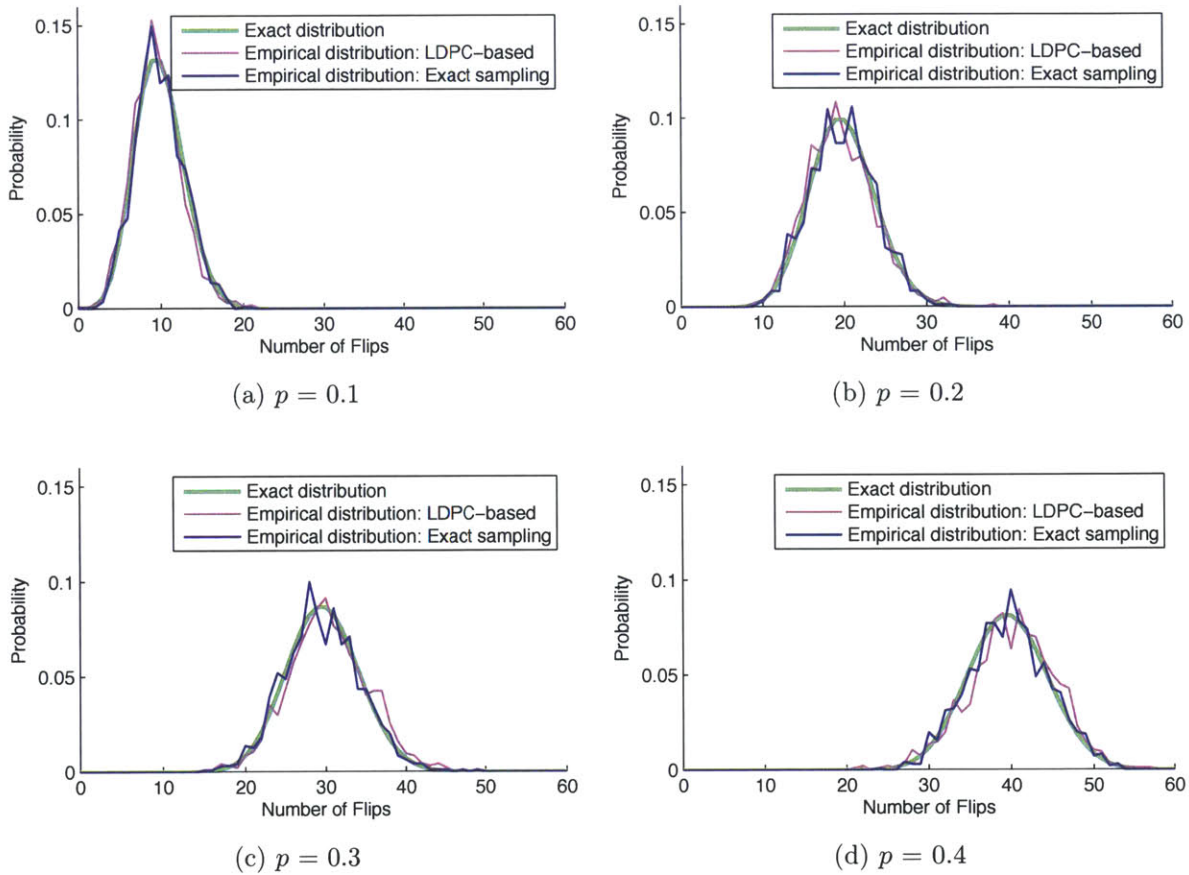 0.15
0.1
0.05
0
Probability
Exact distribution
Empirical distribution: LDPC-based
Empirical distribution: Exact sampling
0 10 20 30 40 50 60
Number of Flips
(a) p = 0.1
0.15
0.1
0.05
0
Probability
Exact distribution
Empirical distribution: LDPC-based
Empirical distribution: Exact sampling
0 10 20 30 40 50 60
Number of Flips
(b) p = 0.2
0.15
0.1
0.05
0
Probability
Exact distribution
Empirical distribution: LDPC-based
Empirical distribution: Exact sampling
0 10 20 30 40 50 60
Number of Flips
(c) p = 0.3
0.15
0.1
0.05
0
Probability
Exact distribution
Empirical distribution: LDPC-based
Empirical distribution: Exact sampling
0 10 20 30 40 50 60
Number of Flips
(d) p = 0.4